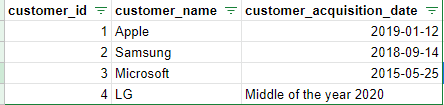 customer_id customer_name customer_acquisition_date
1 Apple 2019-01-12
2 Samsung 2018-09-14
3 Microsoft 2015-05-25
4 LG Middle of the year 2020